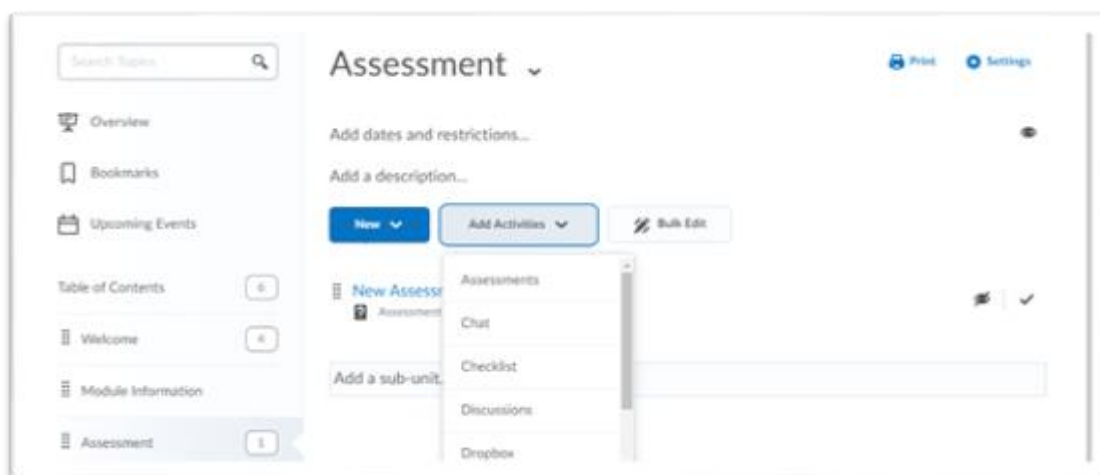 Search Topics
Overview
Bookmarks
Upcoming Events
Table of Contents 6
Welcome 4
Module Information
Assessment 1
Assessment
Print Settings
Add dates and restrictions...
Add a description...
New Add Activities Bulk Edit
Assessments
Chat
Checklist
Discussions
Dropbox
New Assessm
Assessment
Add a sub-unit.